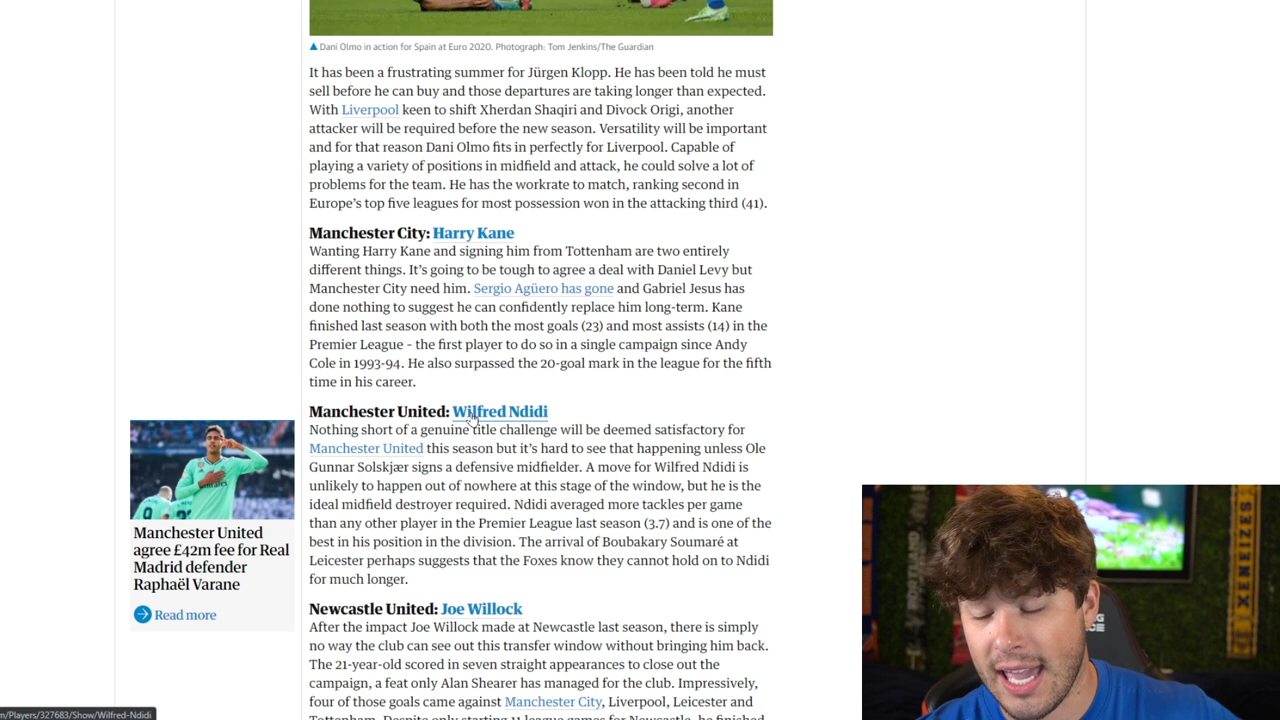 Dani Olmo in action for Spain at Euro 2020. Photograph: Tom Jenkins/The Guardian
It has been a frustrating summer for Jürgen Klopp. He has been told he must
sell before he can buy and those departures are taking longer than expected.
With Liverpool keen to shift Xherdan Shaqiri and Divock Origi, another
attacker will be required before the new season. Versatility will be important
and for that reason Dani Olmo fits in perfectly for Liverpool. Capable of
playing a variety of positions in midfield and attack, he could solve a lot of
problems for the team. He has the workrate to match, ranking second in
Europe's top five leagues for most possession won in the attacking third (41).
Manchester City: Harry Kane
Wanting Harry Kane and signing him from Tottenham are two entirely
different things. It's going to be tough to agree a deal with Daniel Levy but
Manchester City need him. Sergio Agüero has gone and Gabriel Jesus has
done nothing to suggest he can confidently replace him long-term. Kane
finished last season with both the most goals (23) and most assists (14) in the
Premier League – the first player to do so in a single campaign since Andy
Cole in 1993-94. He also surpassed the 20-goal mark in the league for the fifth
time in his career.
Manchester United: Wilfred Ndidi
Nothing short of a genuine title challenge will be deemed satisfactory for
Manchester United this season but it's hard to see that happening unless Ole
Gunnar Solskjær signs a defensive midfielder. A move for Wilfred Ndidi is
unlikely to happen out of nowhere at this stage of the window, but he is the
ideal midfield destroyer required. Ndidi averaged more tackles per game
than any other player in the Premier League last season (3.7) and is one of the
best in his position in the division. The arrival of Boubakary Soumaré at
Leicester perhaps suggests that the Foxes know they cannot hold on to Ndidi
for much longer.
Manchester United
agree £42m fee for Real
Madrid defender
Raphaël Varane
Read more
Newcastle United: Joe Willock
After the impact Joe Willock made at Newcastle last season, there is simply
no way the club can see out this transfer window without bringing him back.
The 21-year-old scored in seven straight appearances to close out the
campaign, a feat only Alan Shearer has managed for the club. Impressively,
four of those goals came against Manchester City, Liverpool, Leicester and
Tottenham. Despite only starting 11 league games for Newcastle, he finished
m/Players/327683/Show/Wilfred-Ndidi
XENEIZES